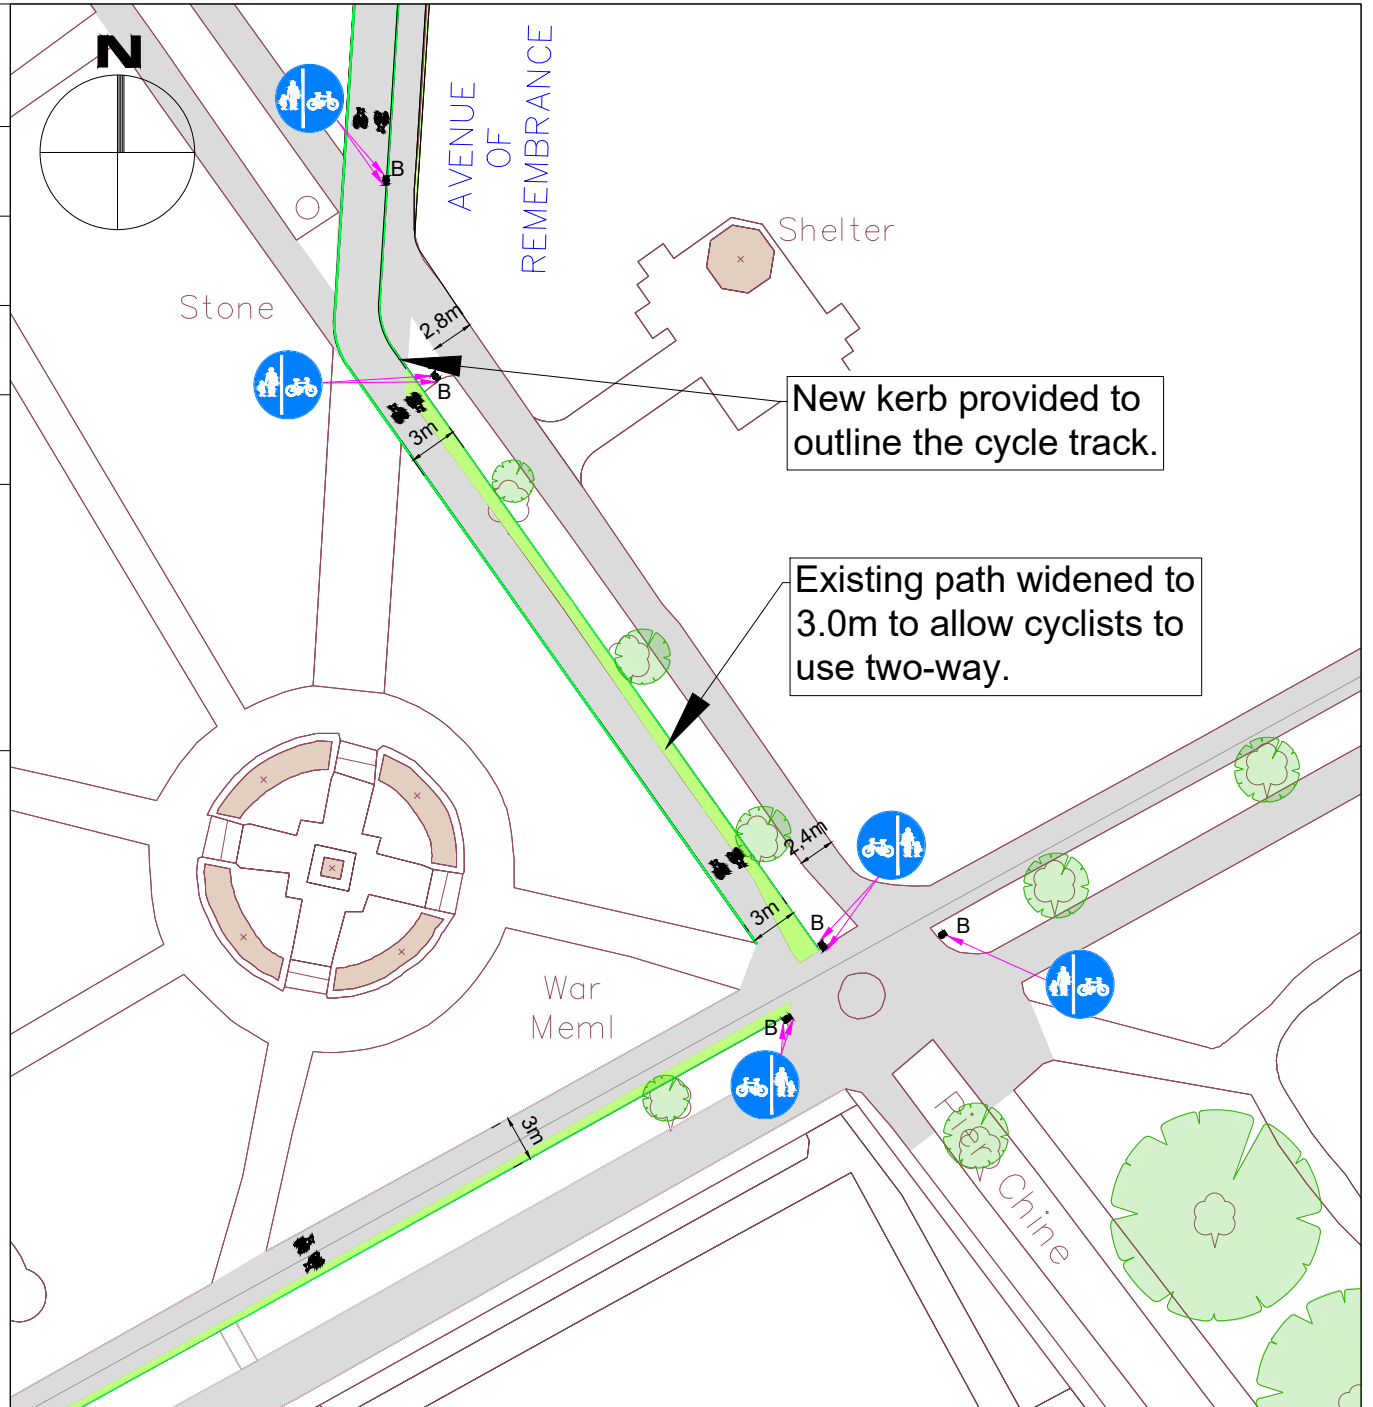 N
AVENUE
OF
REMEMBRANCE
B
Shelter
Stone
2,8m
B
3m
New kerb provided to
outline the cycle track.
Existing path widened to
3.0m to allow cyclists to
use two-way.
2,4m
3m
B
B
War
Meml
B
3m
Pier Chine